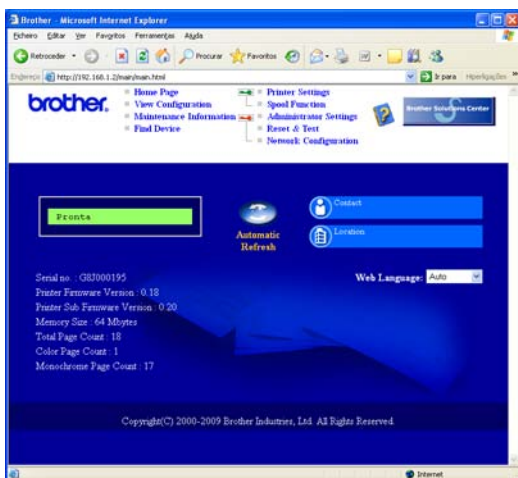 Brother - Microsoft Internet Explorer
Ficheiro Editar Ver Favoritos Ferramentas Ajuda
Retroceder Procurar Favoritos
Endereço http://192.168.1.2/main/main.html Ir para Hiperligações »
brother.
Home Page
View Configuration
Maintenance Information
Find Device
Printer Settings
Spool Function
Administrator Settings
Reset & Test
Network Configuration
Brother Solutions Center
Pronta
Automatic
Refresh
Contact
Location
Serial no. : G8J000195
Printer Firmware Version : 0.18
Printer Sub Firmware Version : 0.20
Memory Size : 64 Mbytes
Total Page Count : 18
Color Page Count : 1
Monochrome Page Count : 17
Web Language: Auto
Copyright(C) 2000-2009 Brother Industries, Ltd. All Rights Reserved.
Internet